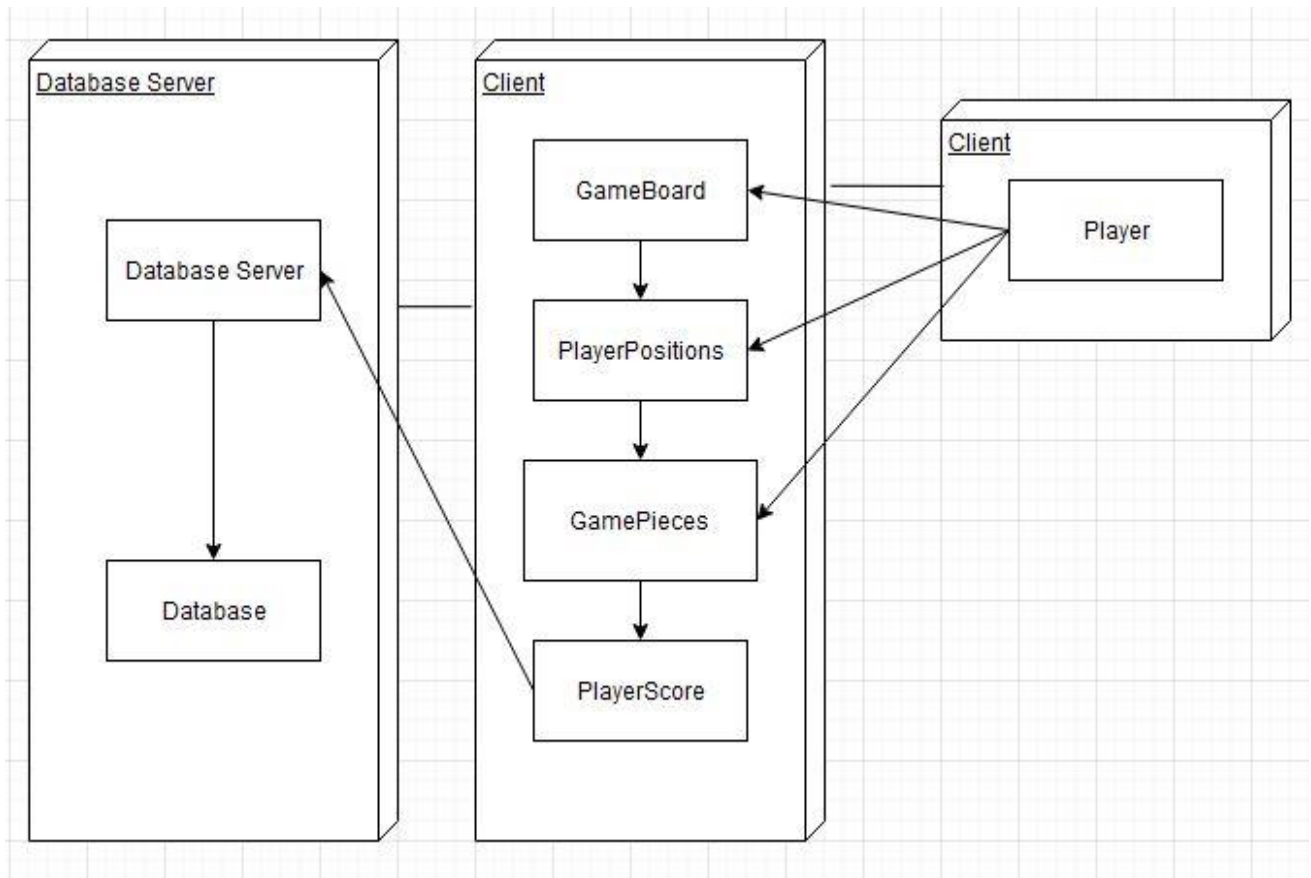 Database Server
Database Server
Database
Client
GameBoard
PlayerPositions
GamePieces
PlayerScore
Client
Player